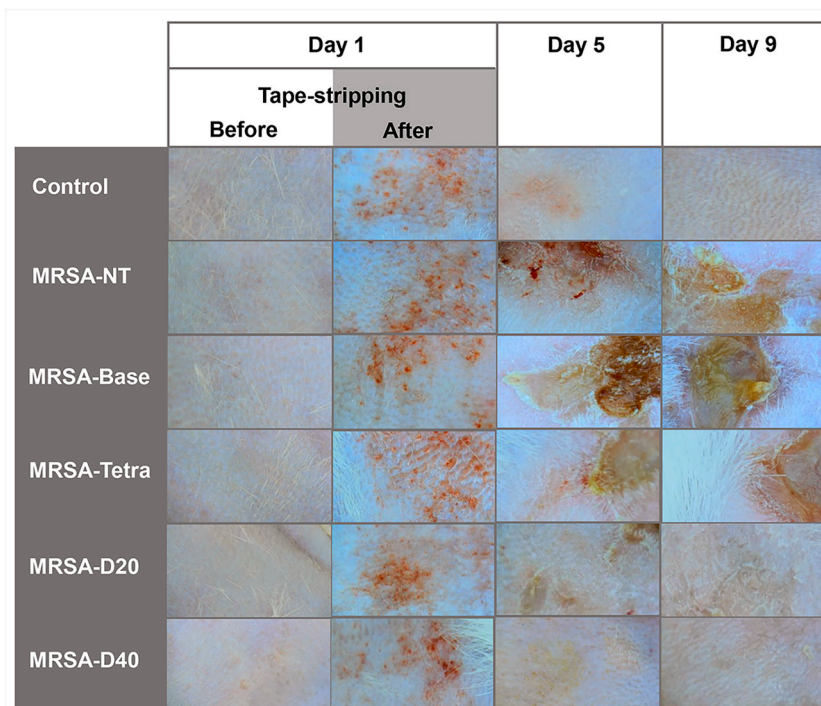 Day 1
Day 5
Day 9
Tape-stripping
Before
After
Control
MRSA-NT
MRSA-Base
MRSA-Tetra
MRSA-D20
MRSA-D40